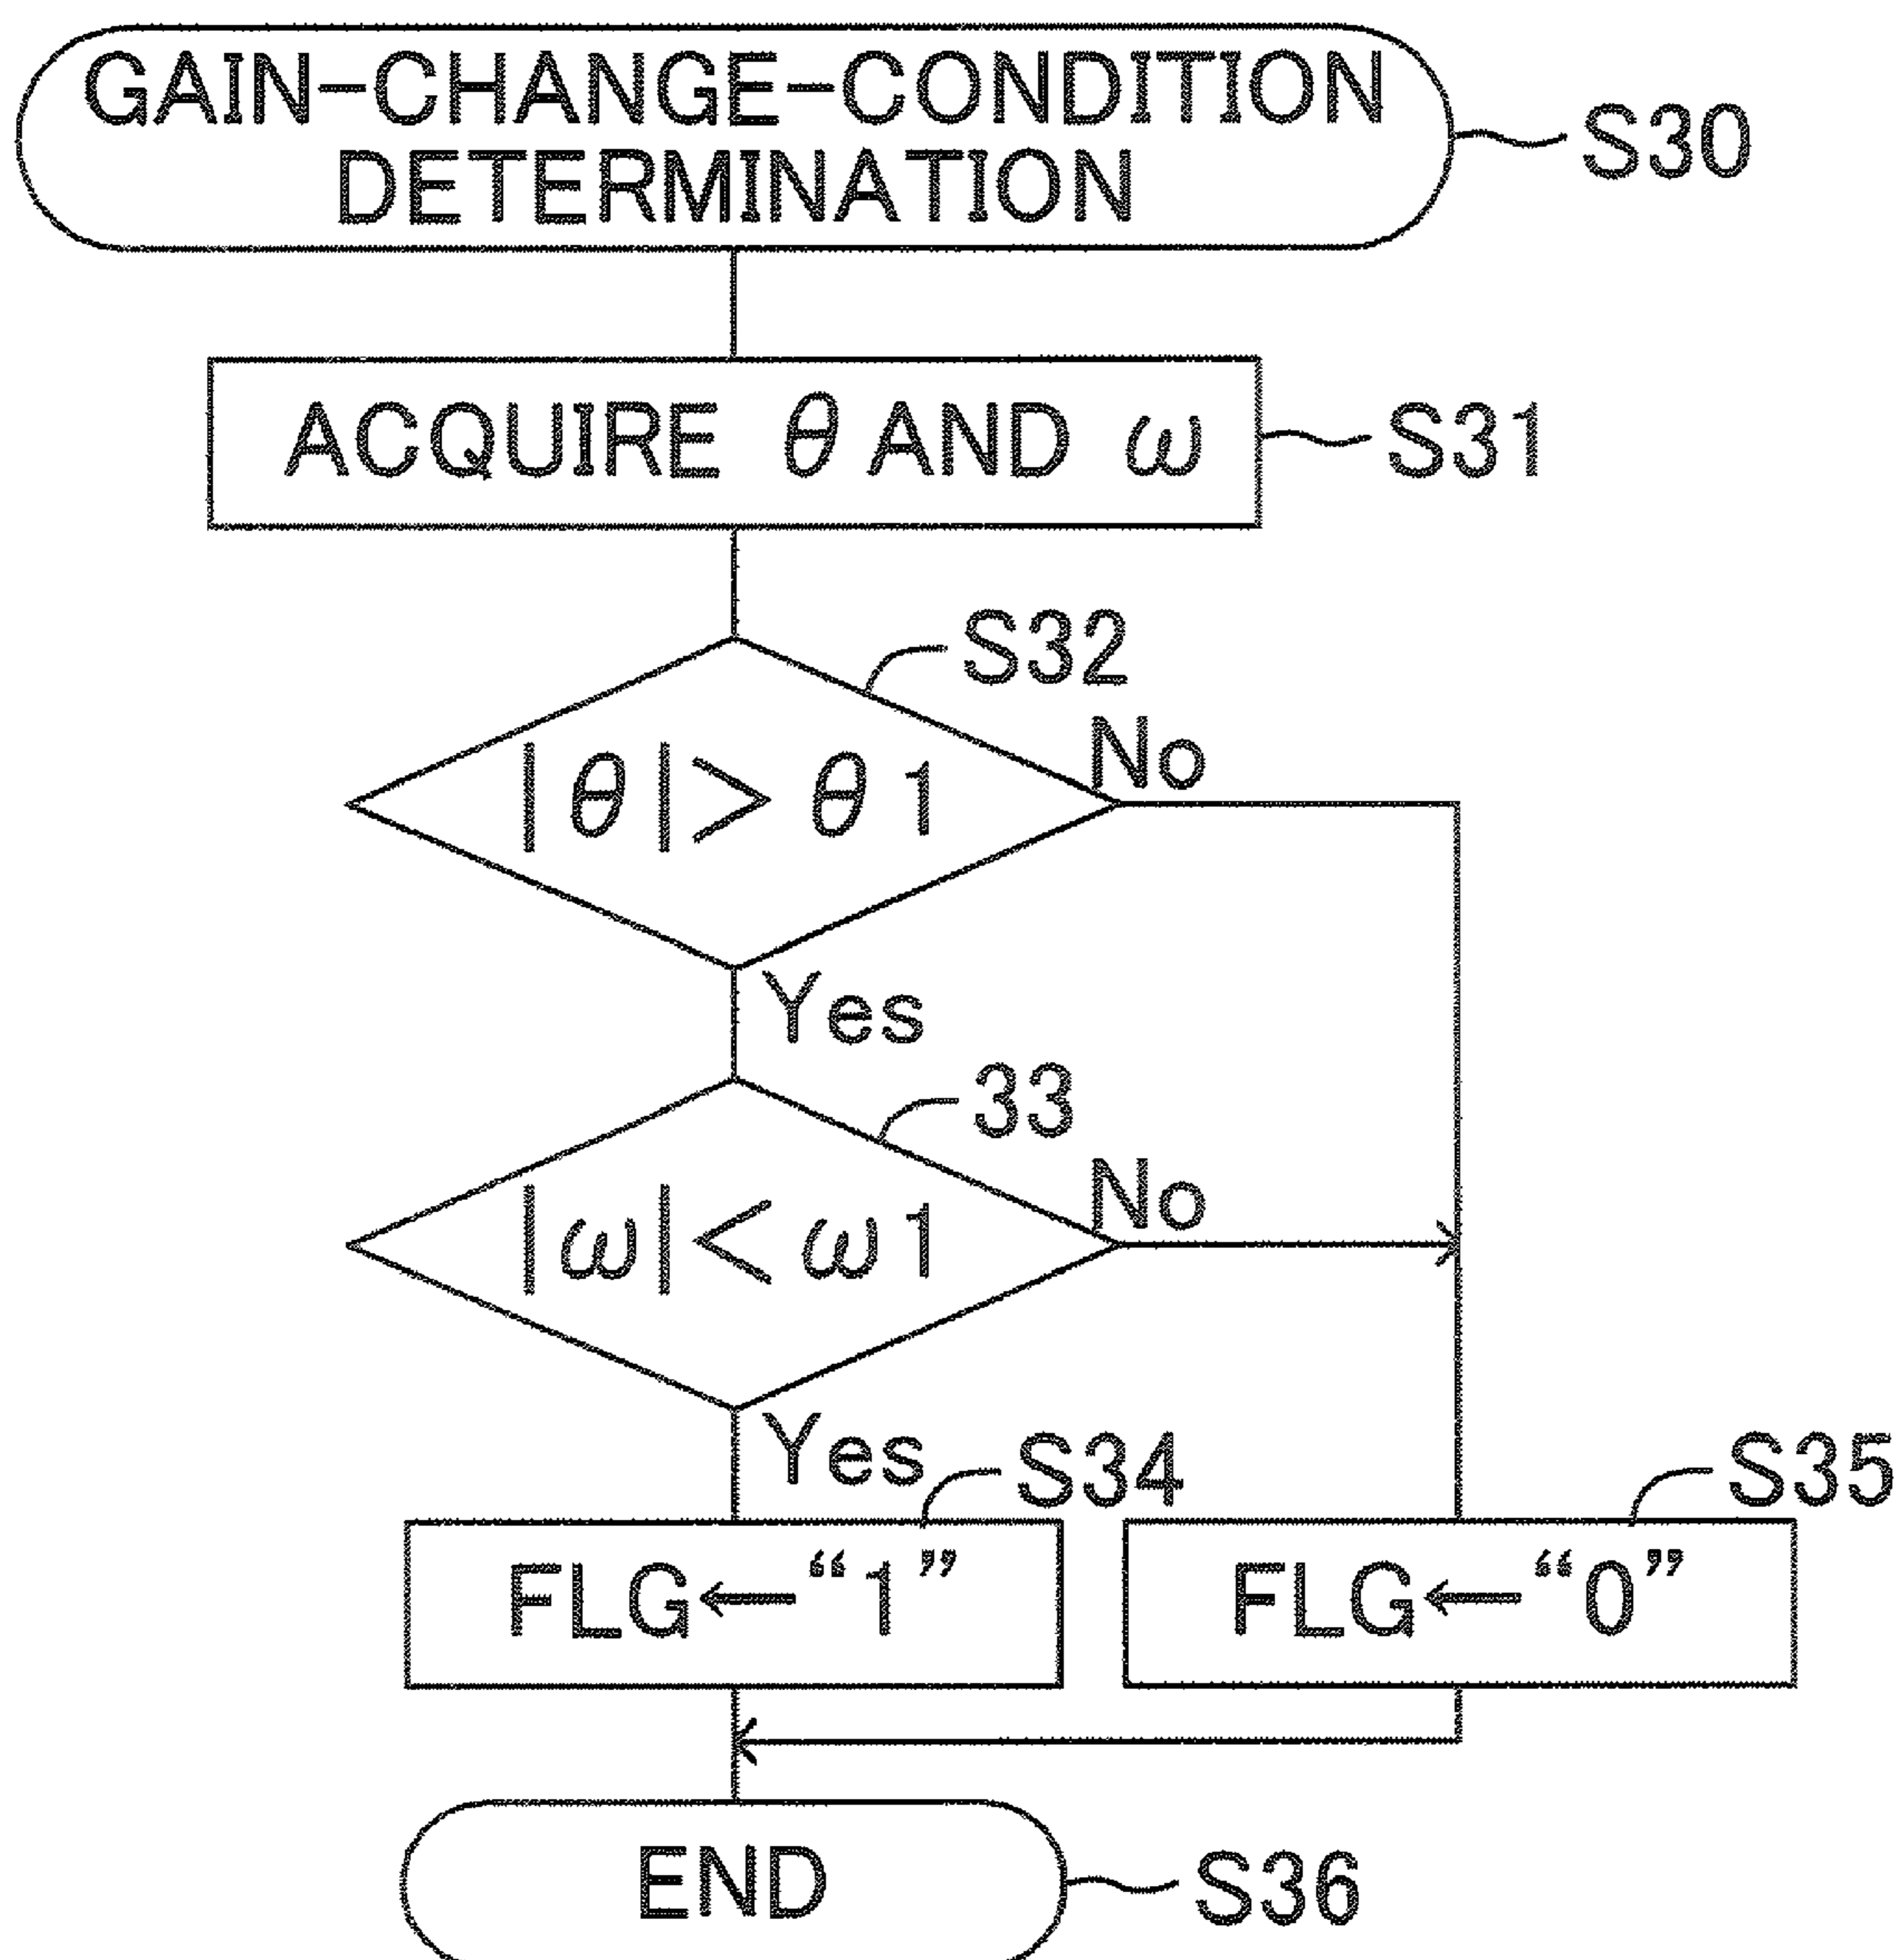 GAIN-CHANGE-CONDITION
DETERMINATION
S30
ACQUIRE θ AND ω
S31
S32
|θ|> θ1
No
Yes
33
|ω|< ω1
No
Yes
S34
FLG←“1”
S35
FLG←“0”
END
S36